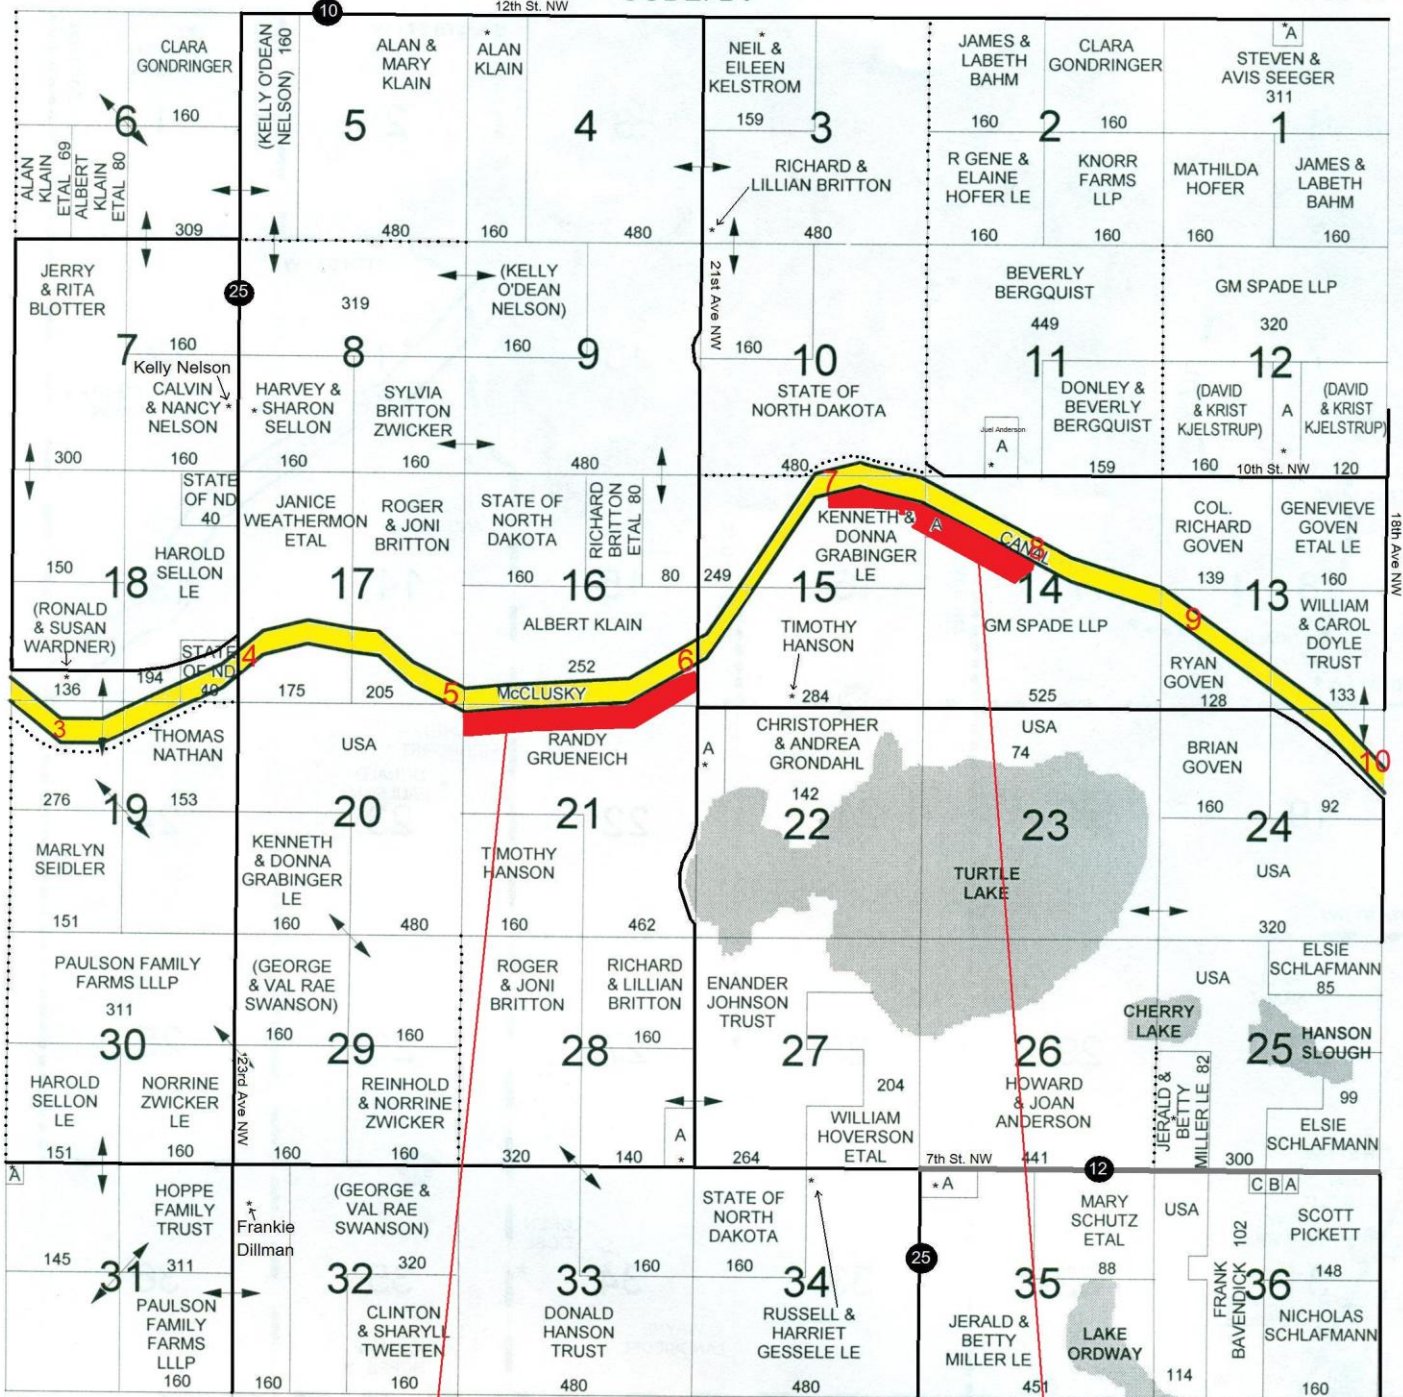 12th St. NW
10
CLARA
GONDRINGER
160
6
ALAN
KLAIN
ETAL 69
ALBERT
KLAIN
ETAL 80
309
(KELLY O'DEAN
NELSON) 160
ALAN &
MARY
KLAIN
5
480
*
ALAN
KLAIN
4
160
480
*
NEIL &
EILEEN
KELSTROM
159
3
RICHARD &
LILLIAN BRITTON
*
480
JAMES &
LABETH
BAHM
160
2
CLARA
GONDRINGER
160
R GENE &
ELAINE
HOFER LE
160
KNORR
FARMS
LLP
160
*A
STEVEN &
AVIS SEEGER
311
1
MATHILDA
HOFER
160
JAMES &
LABETH
BAHM
160
JERRY
& RITA
BLOTTER
25
7
160
Kelly Nelson
CALVIN
& NANCY
NELSON
*
300
160
319
8
HARVEY &
* SHARON
SELLON
160
SYLVIA
BRITTON
ZWICKER
160
(KELLY
O'DEAN
NELSON)
160
9
480
21st Ave NW
160
10
STATE OF
NORTH DAKOTA
480
BEVERLY
BERGQUIST
449
11
DONLEY &
BEVERLY
BERGQUIST
Juel Anderson
A
*
159
GM SPADE LLP
320
12
(DAVID
& KRIST
KJELSTRUP)
A
*
(DAVID
& KRIST
KJELSTRUP)
160
10th St. NW
120
STATE
OF ND
40
150
18
HAROLD
SELLON
LE
(RONALD
& SUSAN
WARDNER)
*
136
194
STATE
OF ND
40
3
4
JANICE
WEATHERMON
ETAL
ROGER
& JONI
BRITTON
17
175
205
STATE OF
NORTH
DAKOTA
160
RICHARD
BRITTON
ETAL 80
16
80
ALBERT KLAIN
252
5
McCLUSKY
6
7
KENNETH &
DONNA
GRABINGER
LE
249
15
TIMOTHY
HANSON
*
284
A
CANAL
8
14
GM SPADE LLP
525
COL.
RICHARD
GOVEN
139
13
GENEVIEVE
GOVEN
ETAL LE
160
18th Ave NW
9
WILLIAM
& CAROL
DOYLE
TRUST
133
RYAN
GOVEN
128
10
THOMAS
NATHAN
276
19
153
MARLYN
SEIDLER
151
USA
20
KENNETH
& DONNA
GRABINGER
LE
160
480
RANDY
GRUENEICH
21
TIMOTHY
HANSON
160
462
A
*
CHRISTOPHER
& ANDREA
GRONDAHL
142
22
USA
74
23
TURTLE
LAKE
BRIAN
GOVEN
160
24
92
USA
320
PAULSON FAMILY
FARMS LLLP
311
30
HAROLD
SELLON
LE
151
NORRINE
ZWICKER
LE
160
(GEORGE
& VAL RAE
SWANSON)
160
29
160
23rd Ave NW
REINHOLD
& NORRINE
ZWICKER
160
160
ROGER
& JONI
BRITTON
RICHARD
& LILLIAN
BRITTON
28
160
A
*
320
140
ENANDER
JOHNSON
TRUST
27
204
WILLIAM
HOVERSON
ETAL
264
26
HOWARD
& JOAN
ANDERSON
7th St. NW
441
12
USA
CHERRY
LAKE
ELSIE
SCHLAFMANN
85
25
HANSON
SLOUGH
JERALD &
BETTY
MILLER LE 82
*
99
ELSIE
SCHLAFMANN
300
*
A
HOPPE
FAMILY
TRUST
145
31
311
PAULSON
FAMILY
FARMS
LLLP
160
*
Frankie
Dillman
(GEORGE &
VAL RAE
SWANSON)
32
320
CLINTON
& SHARYLL
TWEETEN
160
160
33
160
DONALD
HANSON
TRUST
480
STATE OF
NORTH
DAKOTA
*
160
34
RUSSELL &
HARRIET
GESSELE LE
480
25
*A
35
MARY
SCHUTZ
ETAL
88
JERALD &
BETTY
MILLER LE
451
LAKE
ORDWAY
USA
114
FRANK
BAVENDICK 102
C B A
SCOTT
PICKETT
36
148
NICHOLAS
SCHLAFMANN
160